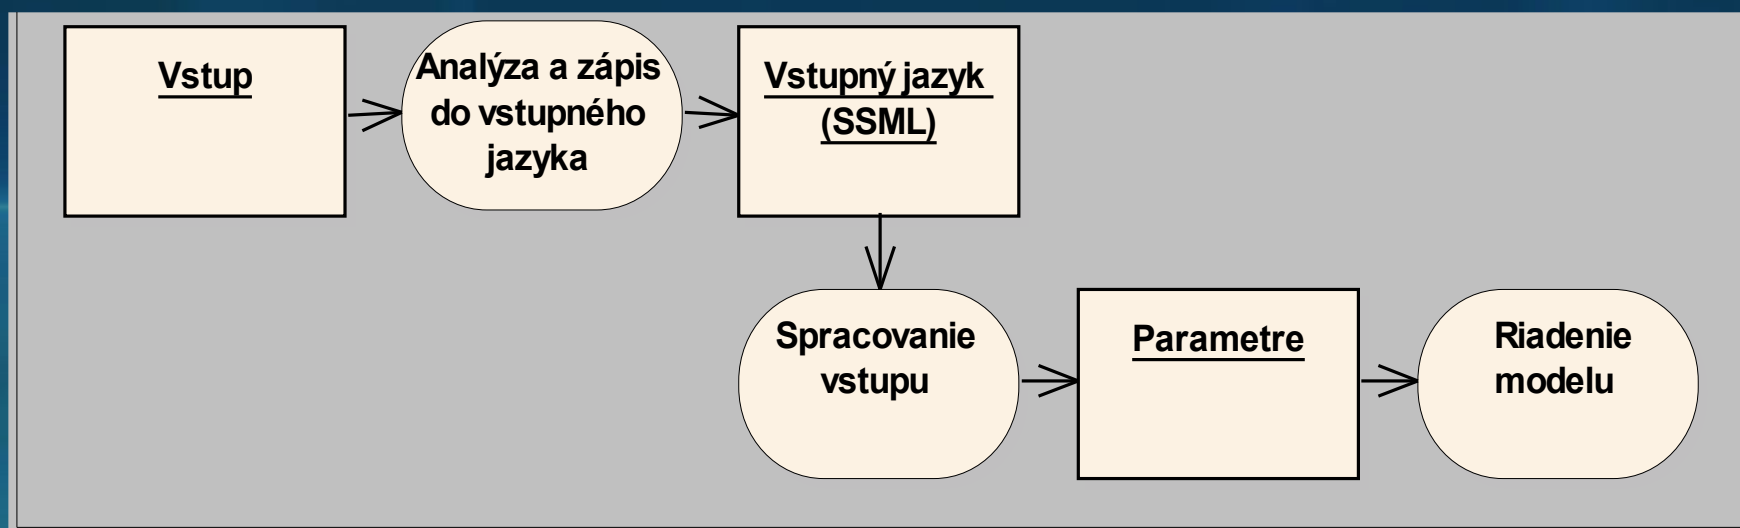 Vstup
Analýza a zápis
do vstupného
jazyka
Vstupný jazyk
(SSML)
Spracovanie
vstupu
Parametre
Riadenie
modelu